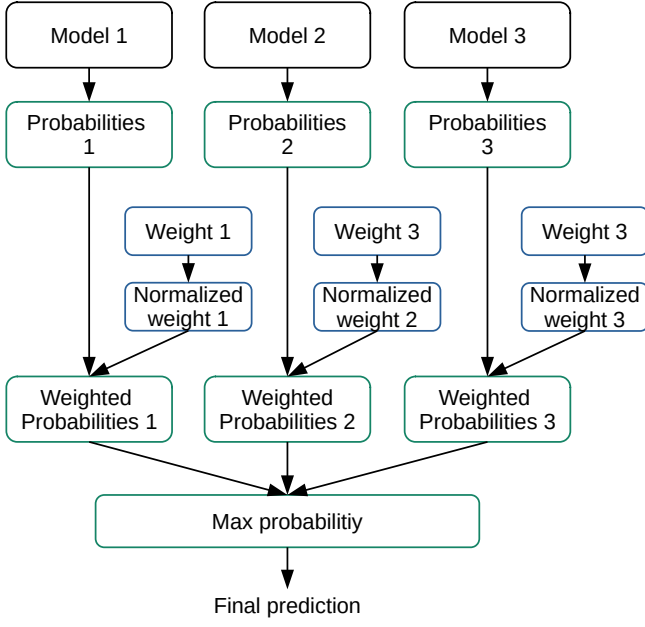 Model 1
Model 2
Model 3
Probabilities
1
Probabilities
2
Probabilities
3
Weight 1
Weight 3
Weight 3
Normalized
weight 1
Normalized
weight 2
Normalized
weight 3
Weighted
Probabilities 1
Weighted
Probabilities 2
Weighted
Probabilities 3
Max probabilitiy
Final prediction